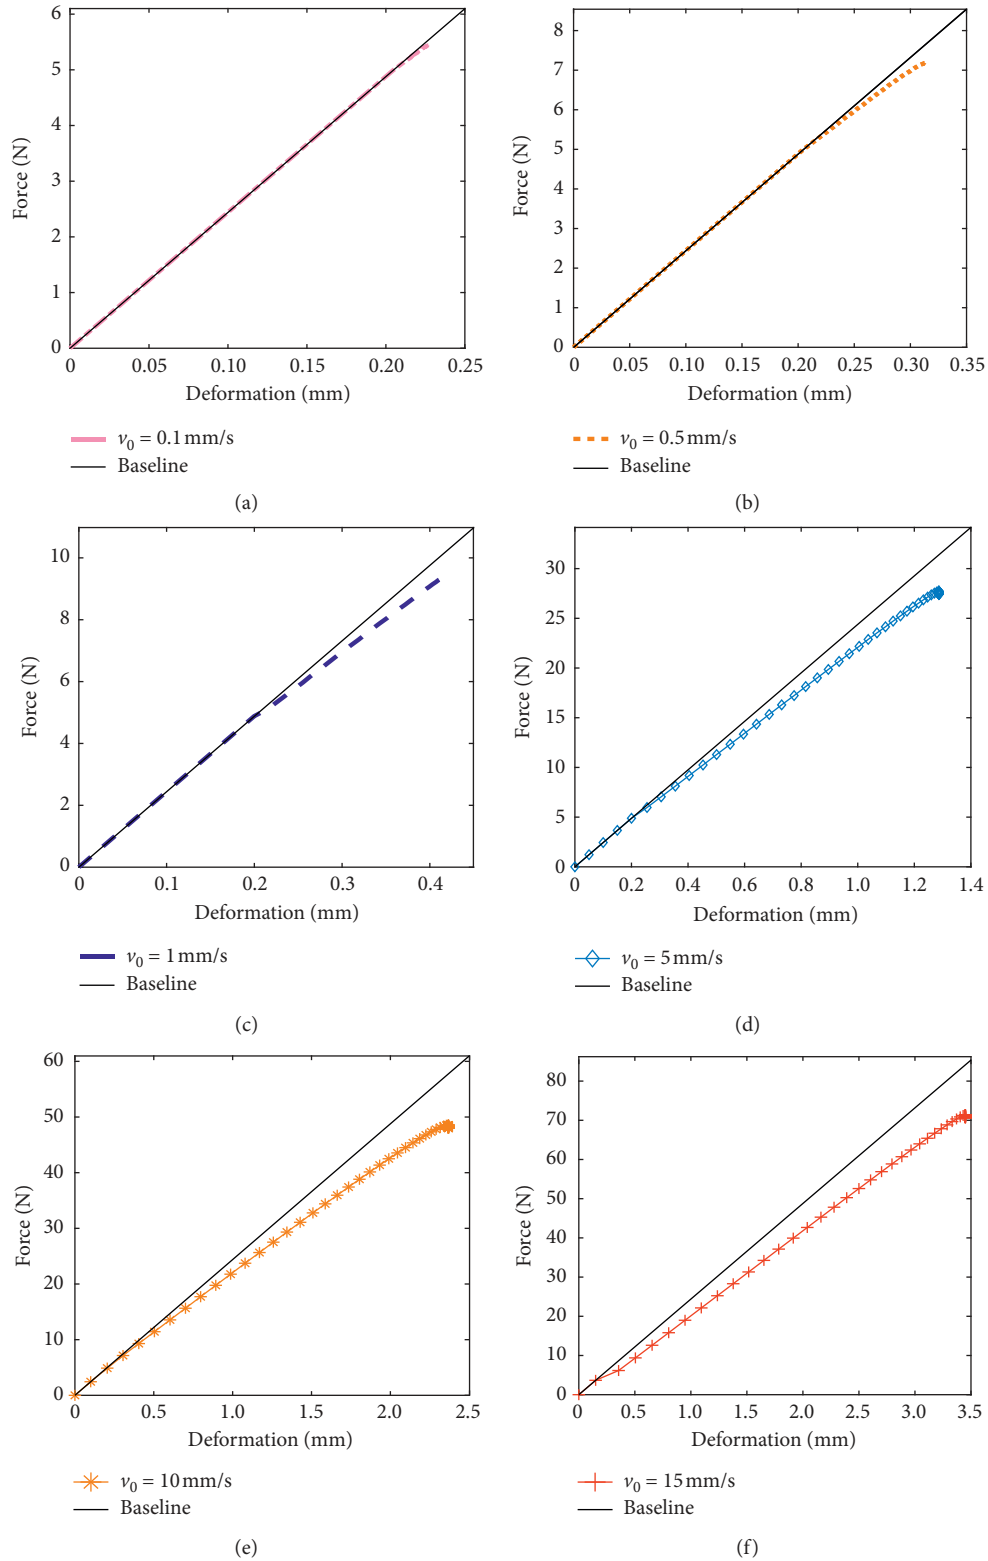 6
5
4
3
2
1
0
Force (N)
0 0.05 0.10 0.15 0.20 0.25
Deformation (mm)
v₀ = 0.1 mm/s
Baseline
(a)
8
7
6
5
4
3
2
1
0
Force (N)
0 0.05 0.10 0.15 0.20 0.25 0.30 0.35
Deformation (mm)
v₀ = 0.5 mm/s
Baseline
(b)
10
8
6
4
2
0
Force (N)
0 0.1 0.2 0.3 0.4
Deformation (mm)
v₀ = 1 mm/s
Baseline
(c)
30
25
20
15
10
5
0
Force (N)
0 0.2 0.4 0.6 0.8 1.0 1.2 1.4
Deformation (mm)
v₀ = 5 mm/s
Baseline
(d)
60
50
40
30
20
10
0
Force (N)
0 0.5 1.0 1.5 2.0 2.5
Deformation (mm)
v₀ = 10 mm/s
Baseline
(e)
80
70
60
50
40
30
20
10
0
Force (N)
0 0.5 1.0 1.5 2.0 2.5 3.0 3.5
Deformation (mm)
v₀ = 15 mm/s
Baseline
(f)